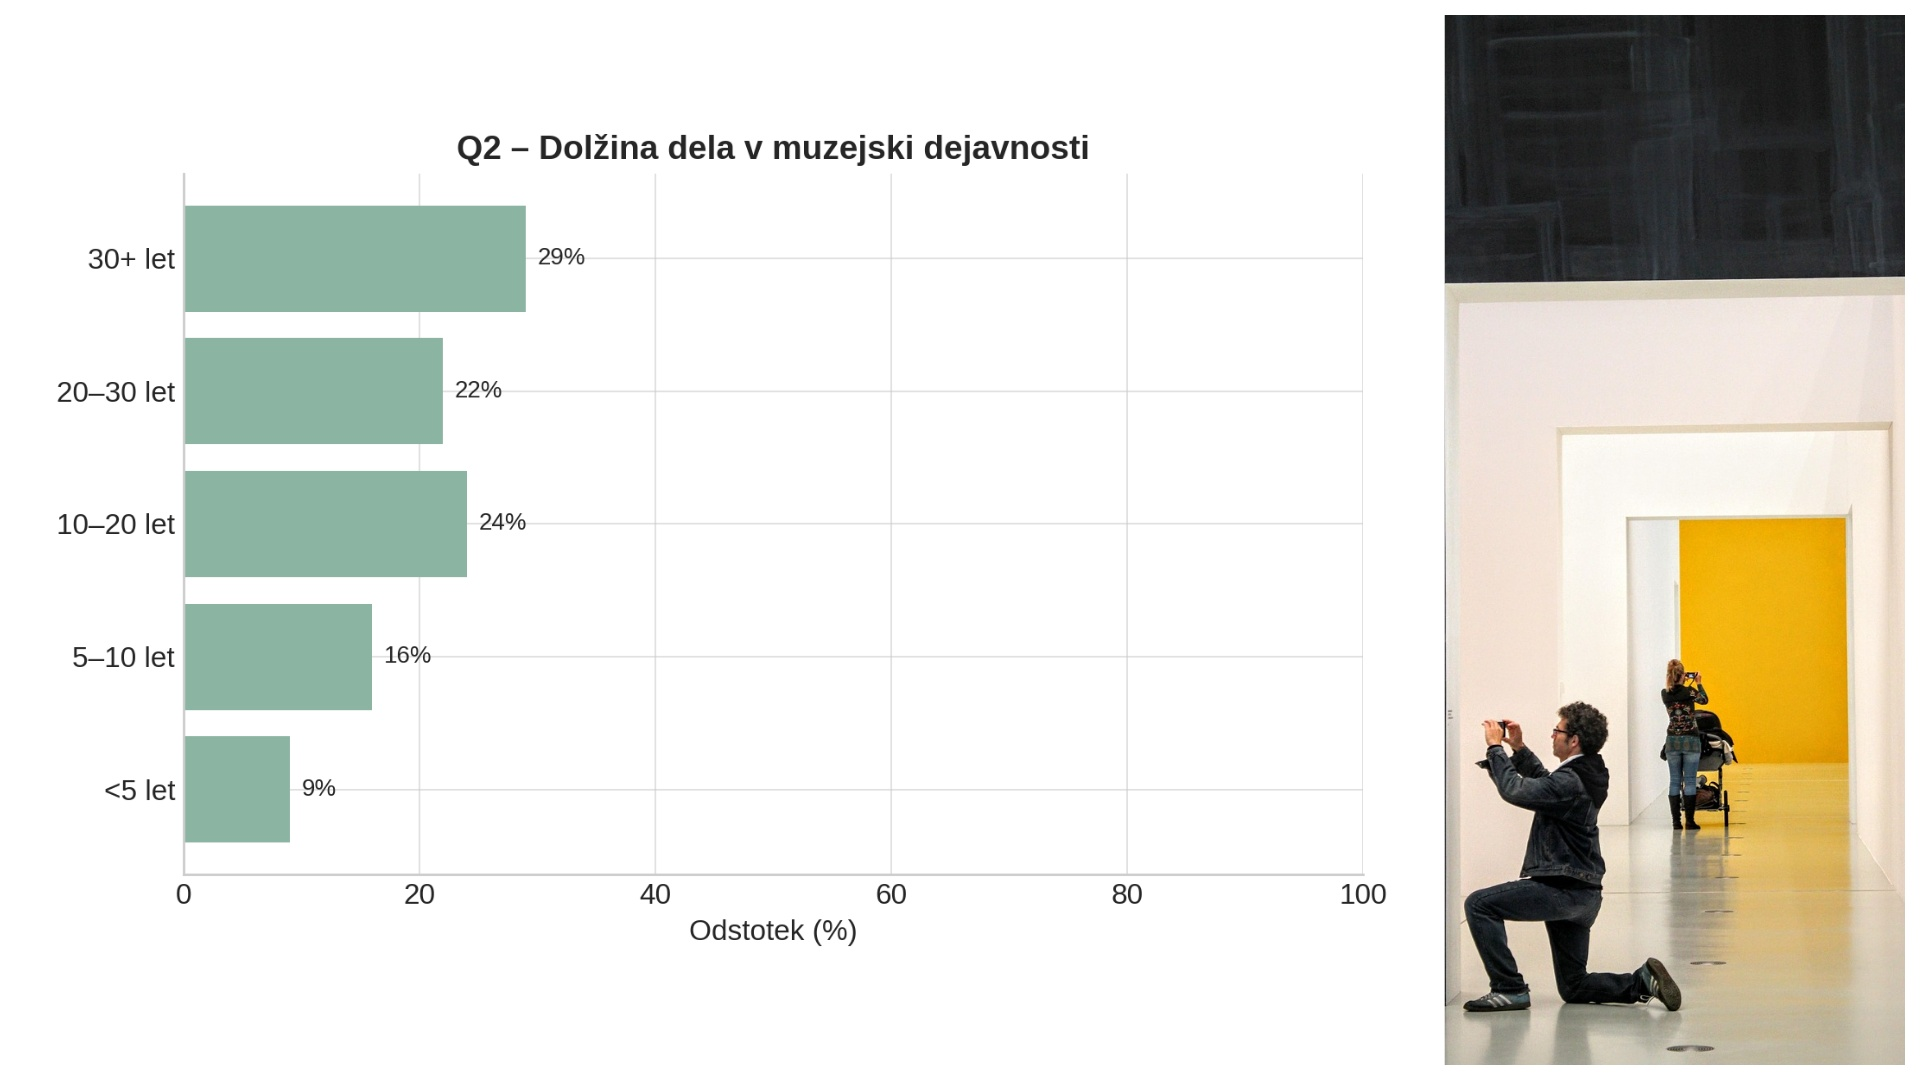 Q2 – Dolžina dela v muzejski dejavnosti
30+ let
29%
20–30 let
22%
10–20 let
24%
5–10 let
16%
<5 let
9%
0 20 40 60 80 100
Odstotek (%)